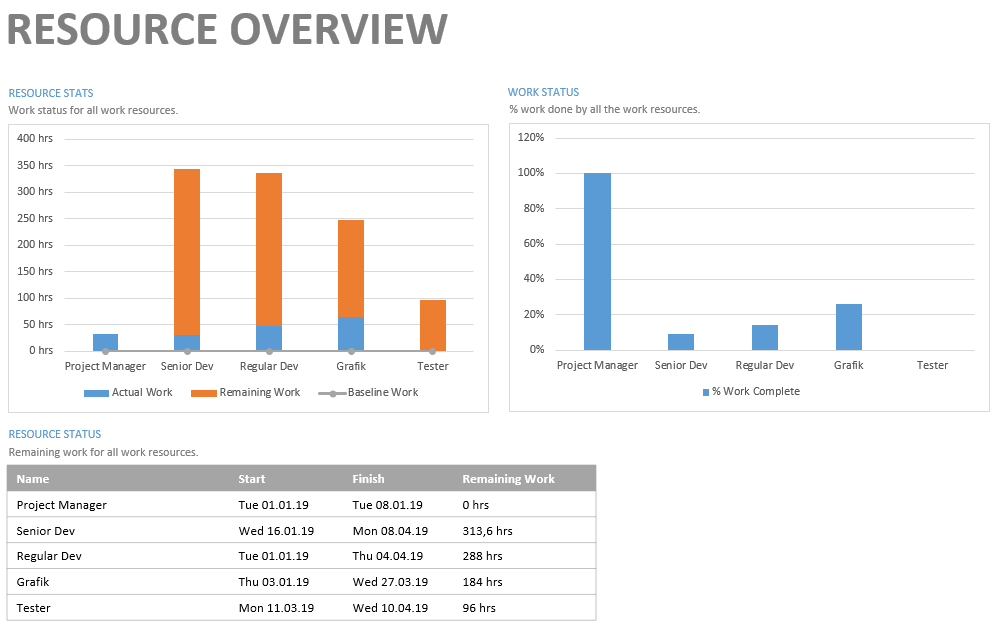 RESOURCE OVERVIEW
RESOURCE STATS
Work status for all work resources.
400 hrs
350 hrs
300 hrs
250 hrs
200 hrs
150 hrs
100 hrs
50 hrs
0 hrs
Project Manager Senior Dev Regular Dev Grafik Tester
Actual Work Remaining Work Baseline Work
WORK STATUS
% work done by all the work resources.
120%
100%
80%
60%
40%
20%
0%
Project Manager Senior Dev Regular Dev Grafik Tester
% Work Complete
RESOURCE STATUS
Remaining work for all work resources.
Name Start Finish Remaining Work
Project Manager Tue 01.01.19 Tue 08.01.19 0 hrs
Senior Dev Wed 16.01.19 Mon 08.04.19 313,6 hrs
Regular Dev Tue 01.01.19 Thu 04.04.19 288 hrs
Grafik Thu 03.01.19 Wed 27.03.19 184 hrs
Tester Mon 11.03.19 Wed 10.04.19 96 hrs